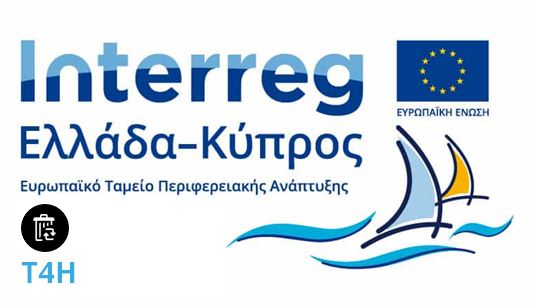 Interreg
ΕΥΡΩΠΑΪΚΗ ΕΝΩΣΗ
Ελλάδα–Κύπρος
Ευρωπαϊκό Ταμείο Περιφερειακής Ανάπτυξης
T4H